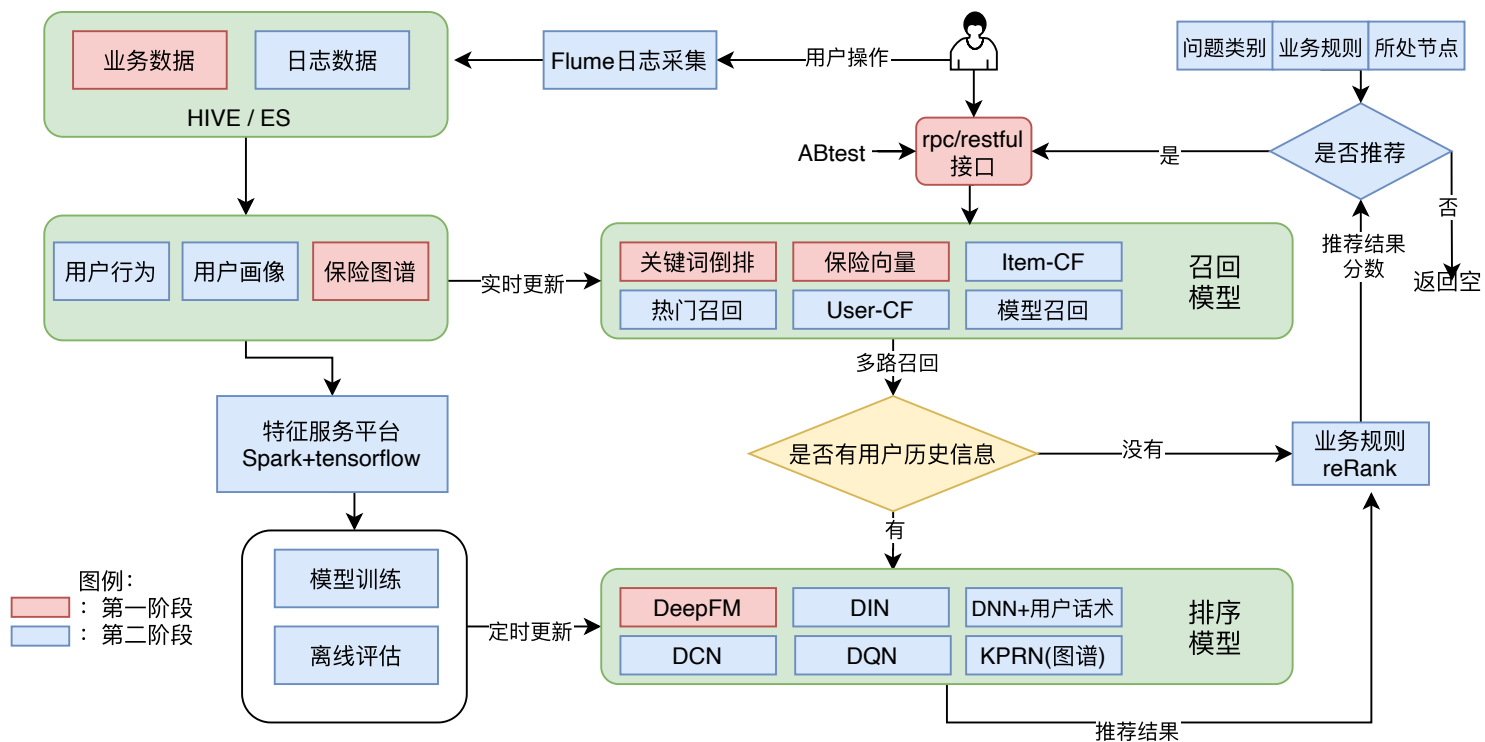 业务数据
日志数据
HIVE / ES
Flume日志采集
用户操作
问题类别
业务规则
所处节点
ABtest
rpc/restful
接口
是
是否推荐
否
返回空
推荐结果
分数
用户行为
用户画像
保险图谱
实时更新
关键词倒排
保险向量
Item-CF
热门召回
User-CF
模型召回
召回
模型
多路召回
特征服务平台
Spark+tensorflow
是否有用户历史信息
没有
业务规则
reRank
有
模型训练
离线评估
定时更新
DeepFM
DIN
DNN+用户话术
DCN
DQN
KPRN(图谱)
排序
模型
推荐结果
图例：
：第一阶段
：第二阶段